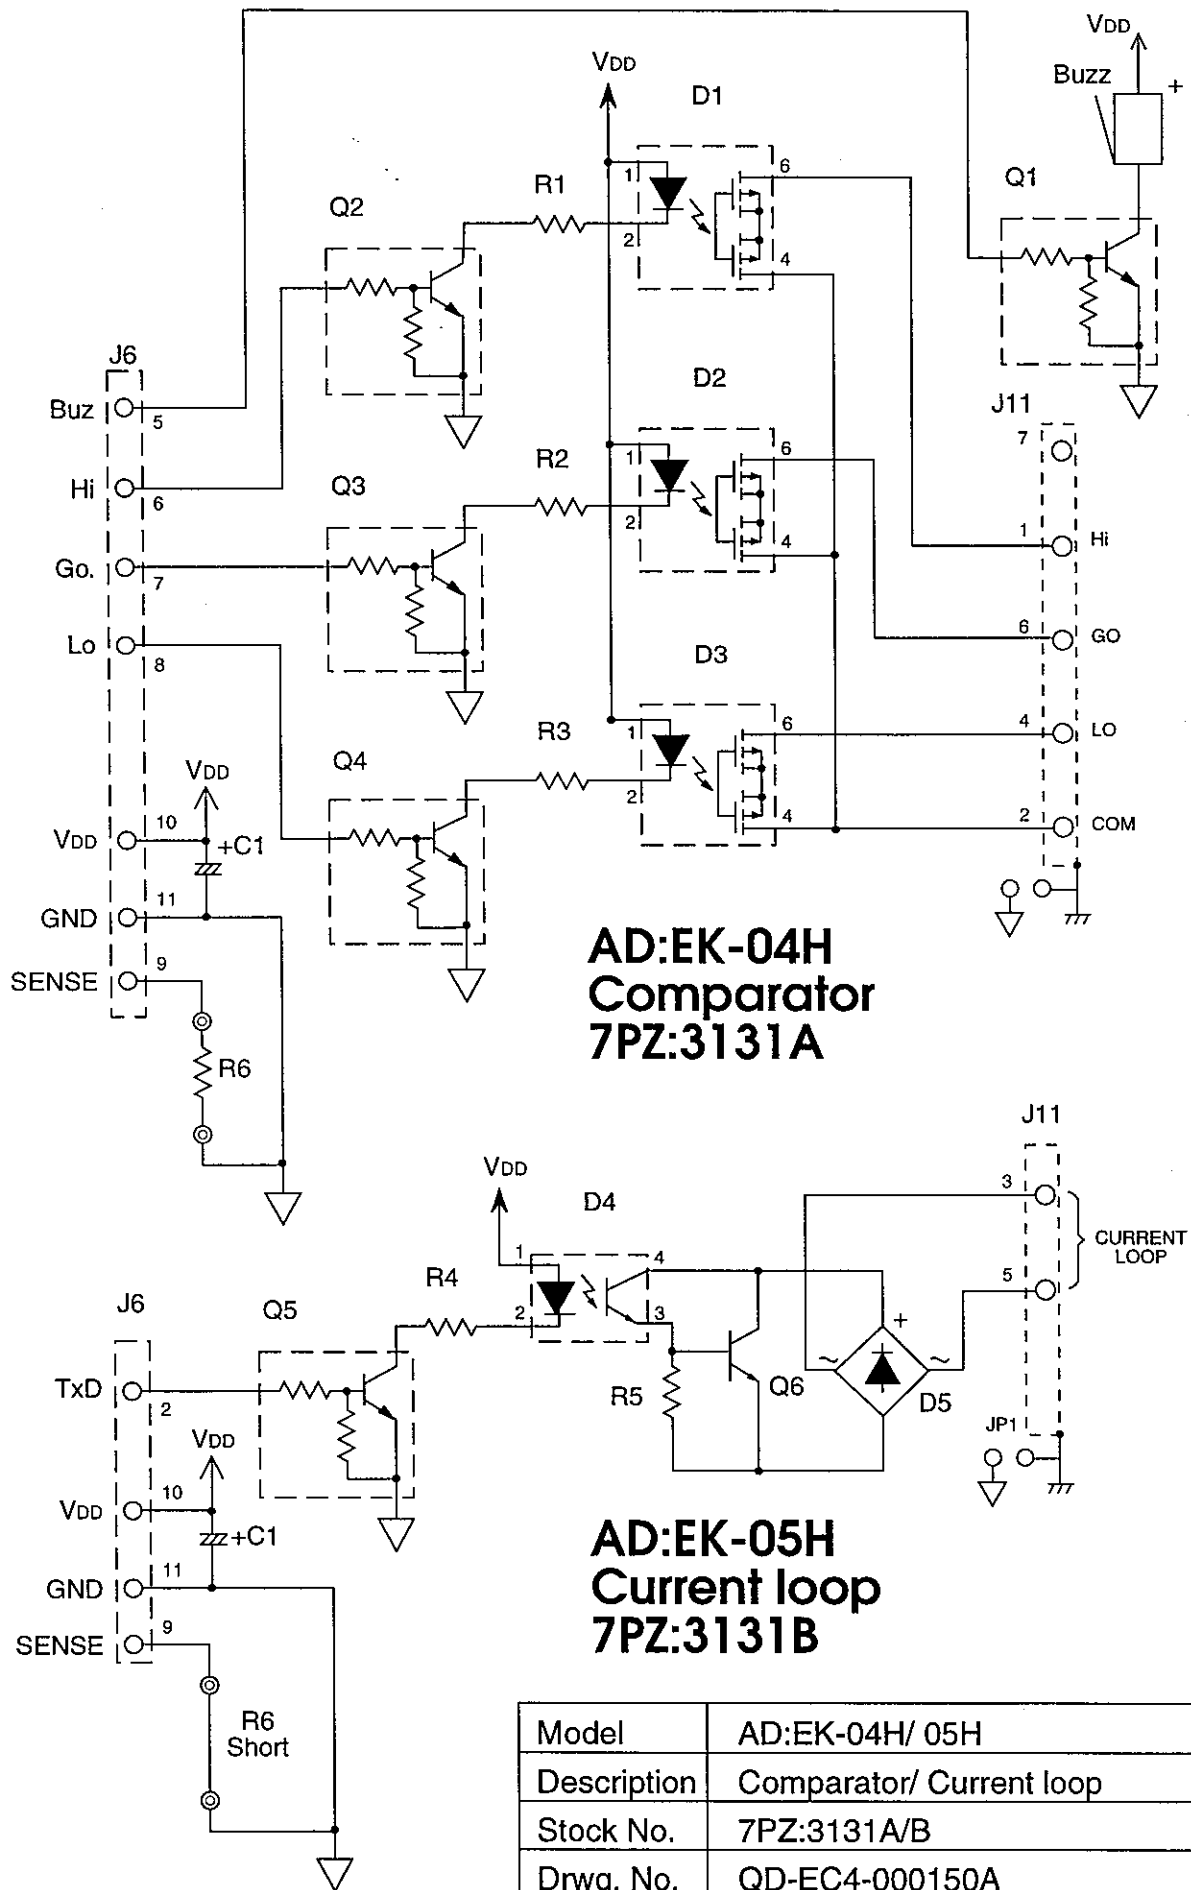 VDD
Buzz
+
VDD
D1
Q1
Q2
R1
1
2
6
4
J6
Buz
5
Hi
6
Go.
7
Lo
8
VDD
10
GND
11
SENSE
9
VDD
+C1
R6
Q3
R2
D2
1
2
6
4
Q4
R3
D3
1
2
6
4
J11
7
1
Hi
6
GO
4
LO
2
COM
AD:EK-04H
Comparator
7PZ:3131A
J11
3
5
CURRENT
LOOP
VDD
D4
1
2
4
3
R4
Q5
R5
Q6
+
~
~
D5
JP1
J6
TxD
2
VDD
VDD
10
+C1
GND
11
SENSE
9
R6
Short
AD:EK-05H
Current loop
7PZ:3131B
Model AD:EK-04H/ 05H
Description Comparator/ Current loop
Stock No. 7PZ:3131A/B
Drwg. No. QD-EC4-000150A